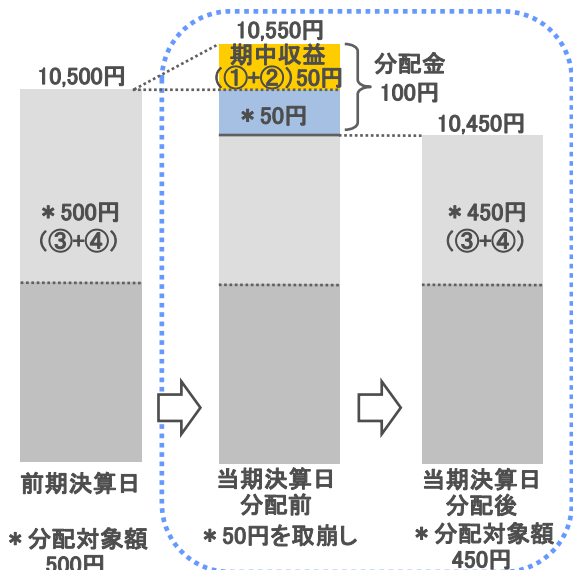 10,550円
期中収益
(①+②)50円
分配金
100円
10,500円
＊50円
10,450円
＊500円
(③+④)
＊450円
(③+④)
前期決算日
当期決算日
分配前
当期決算日
分配後
＊分配対象額
500円
＊50円を取崩し
＊分配対象額
450円